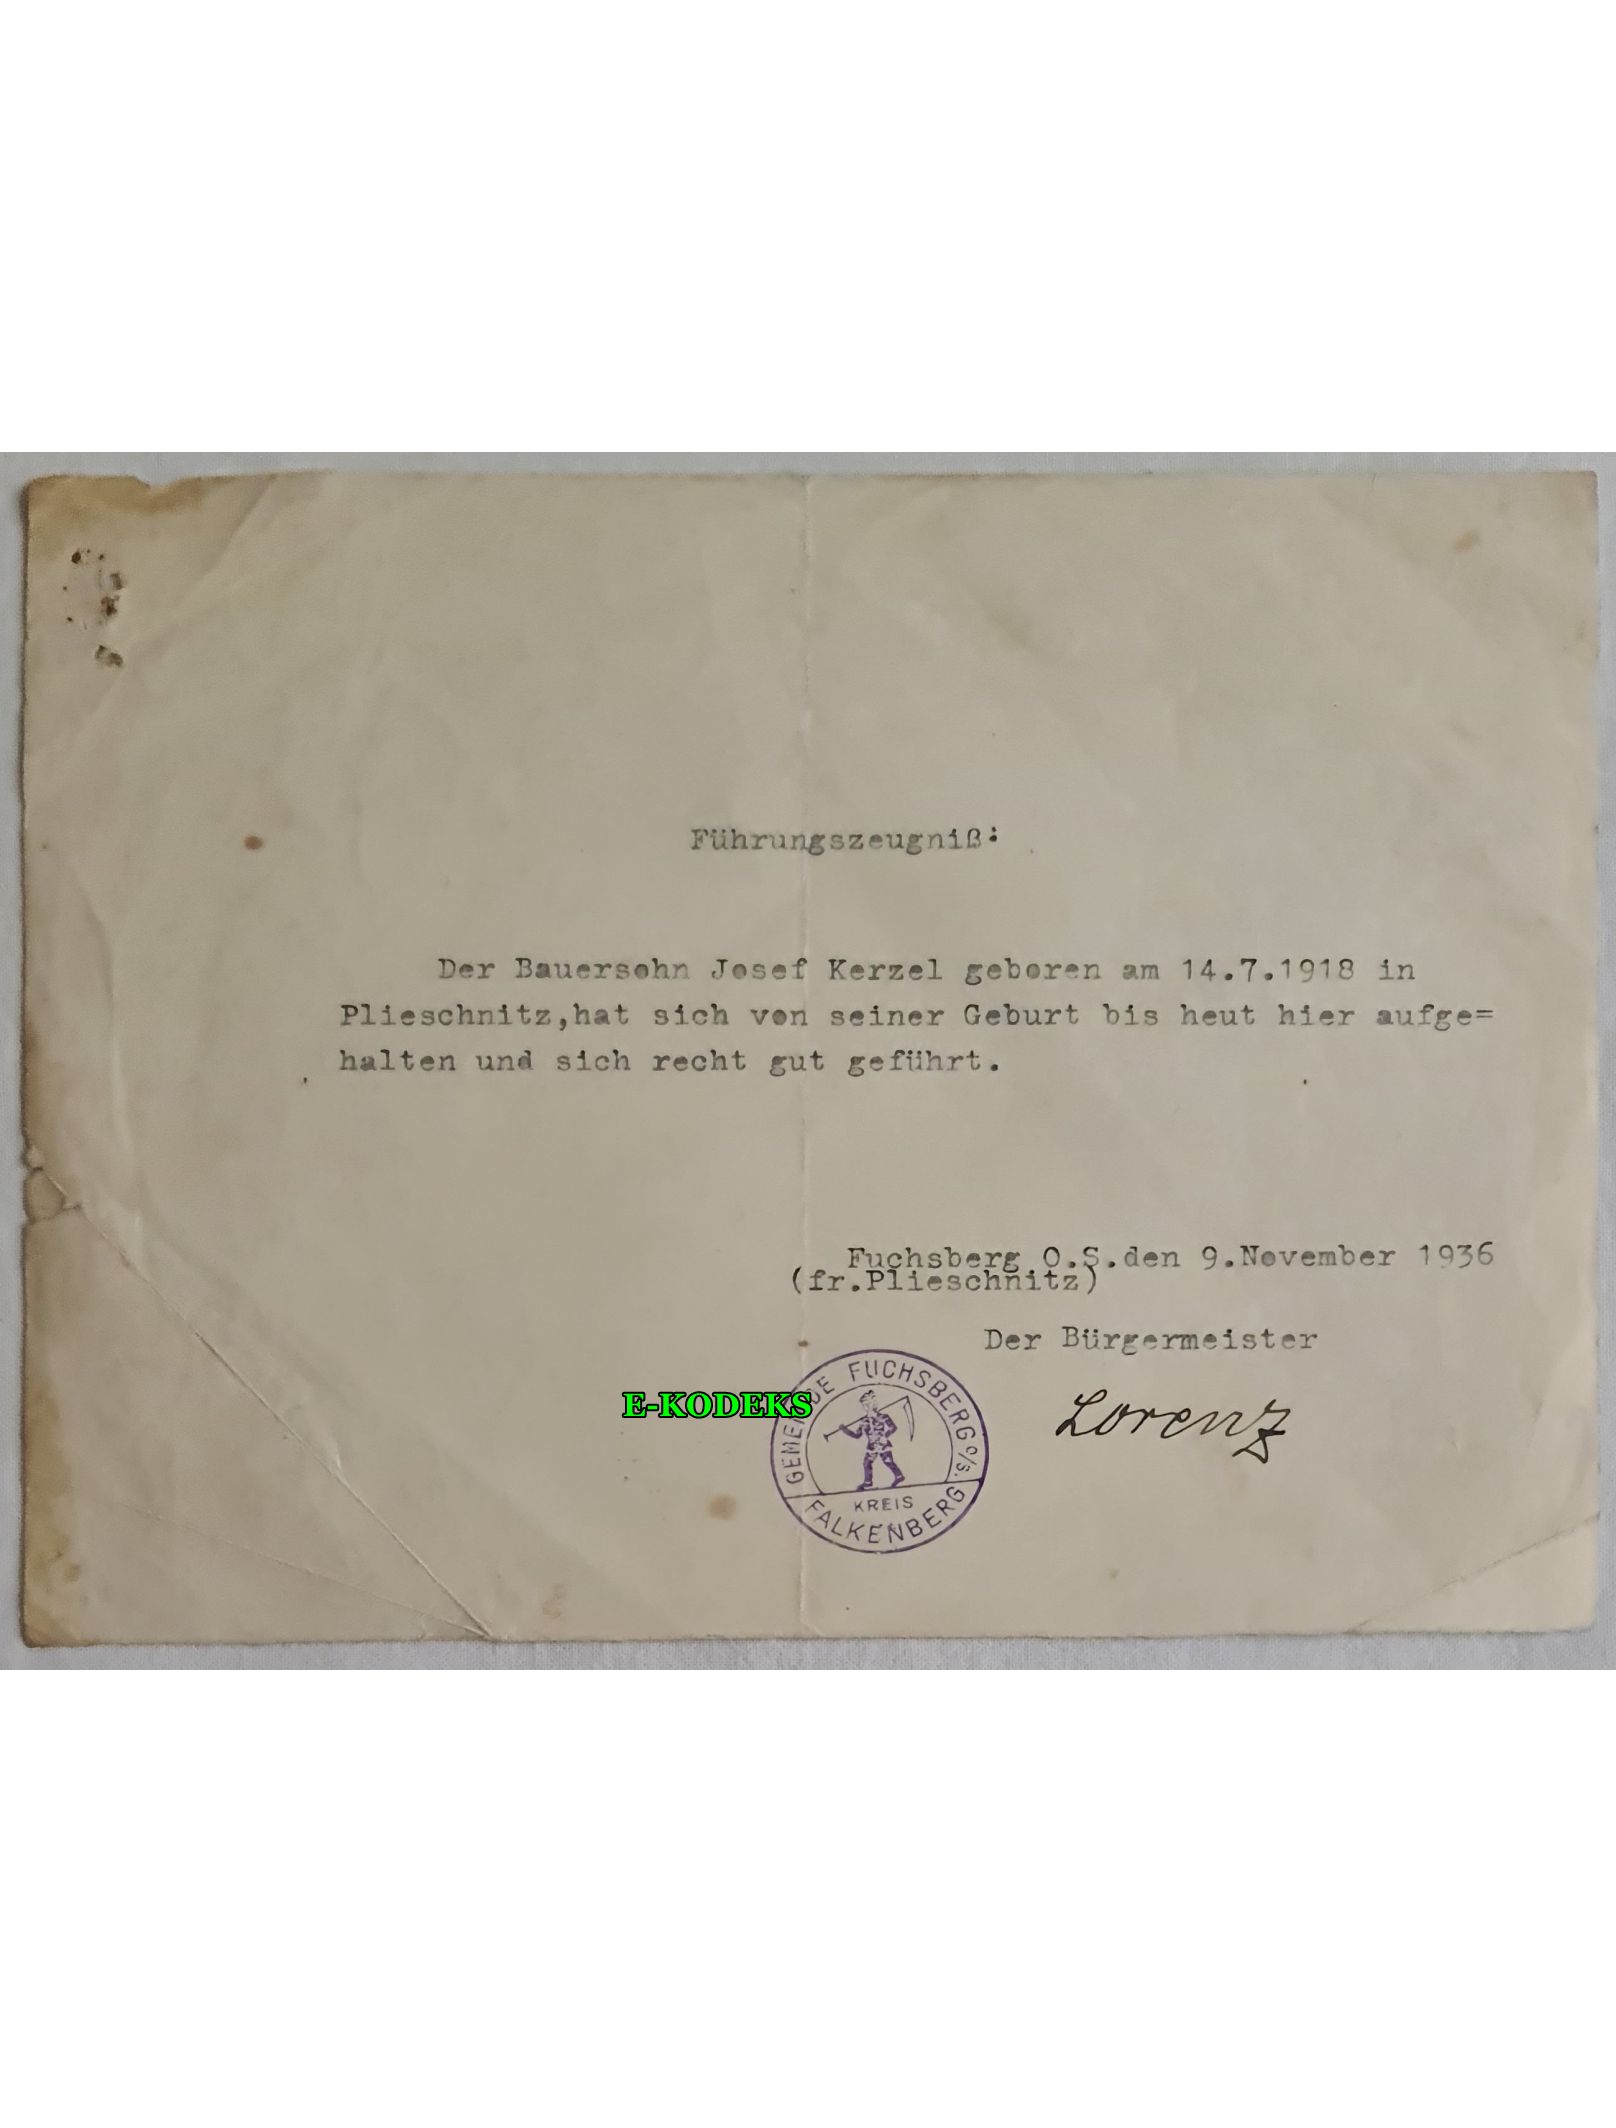 Führungszeugniß:
Der Bauersohn Josef Kerzel geboren am 14.7.1918 in
Plieschnitz,hat sich von seiner Geburt bis heut hier aufge=
halten und sich recht gut geführt.
Fuchsberg O.S.den 9.November 1936
(fr.Plieschnitz)
Der Bürgermeister
Lorenz
GEMEINDE FUCHSBERG O/S.
KREIS
FALKENBERG
E-KODEKS